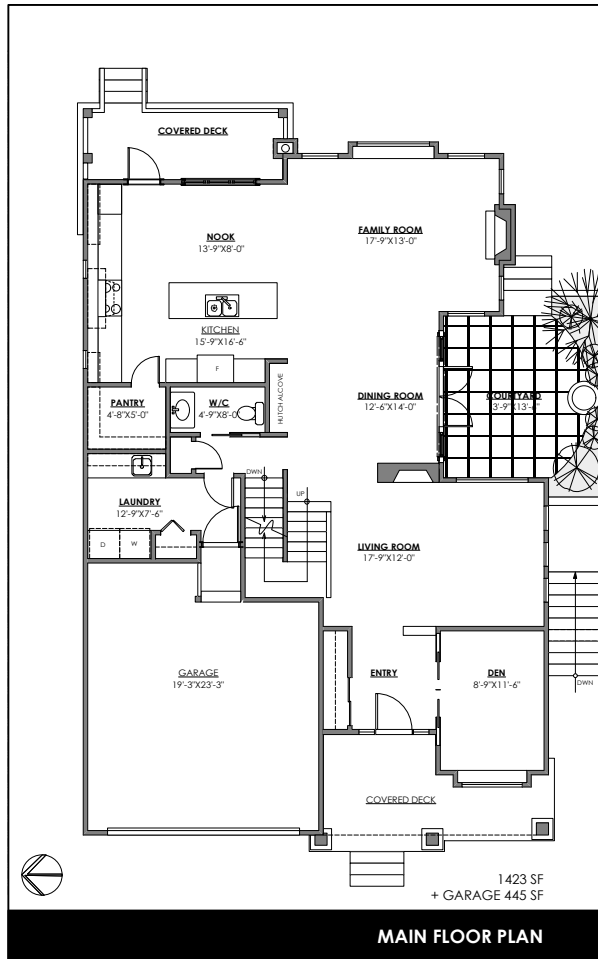 COVERED DECK
NOOK
13'-9"X8'-0"
FAMILY ROOM
17'-9"X13'-0"
KITCHEN
15'-9"X16'-6"
F
HUTCH ALCOVE
PANTRY
4'-8"X5'-0"
W/C
4'-9"X8'-0"
DINING ROOM
12'-6"X14'-0"
COURTYARD
DWN
UP
LAUNDRY
12'-9"X7'-6"
D
W
LIVING ROOM
17'-9"X12'-0"
GARAGE
19'-3"X23'-3"
ENTRY
DEN
8'-9"X11'-6"
DWN
COVERED DECK
1423 SF
+ GARAGE 445 SF
MAIN FLOOR PLAN